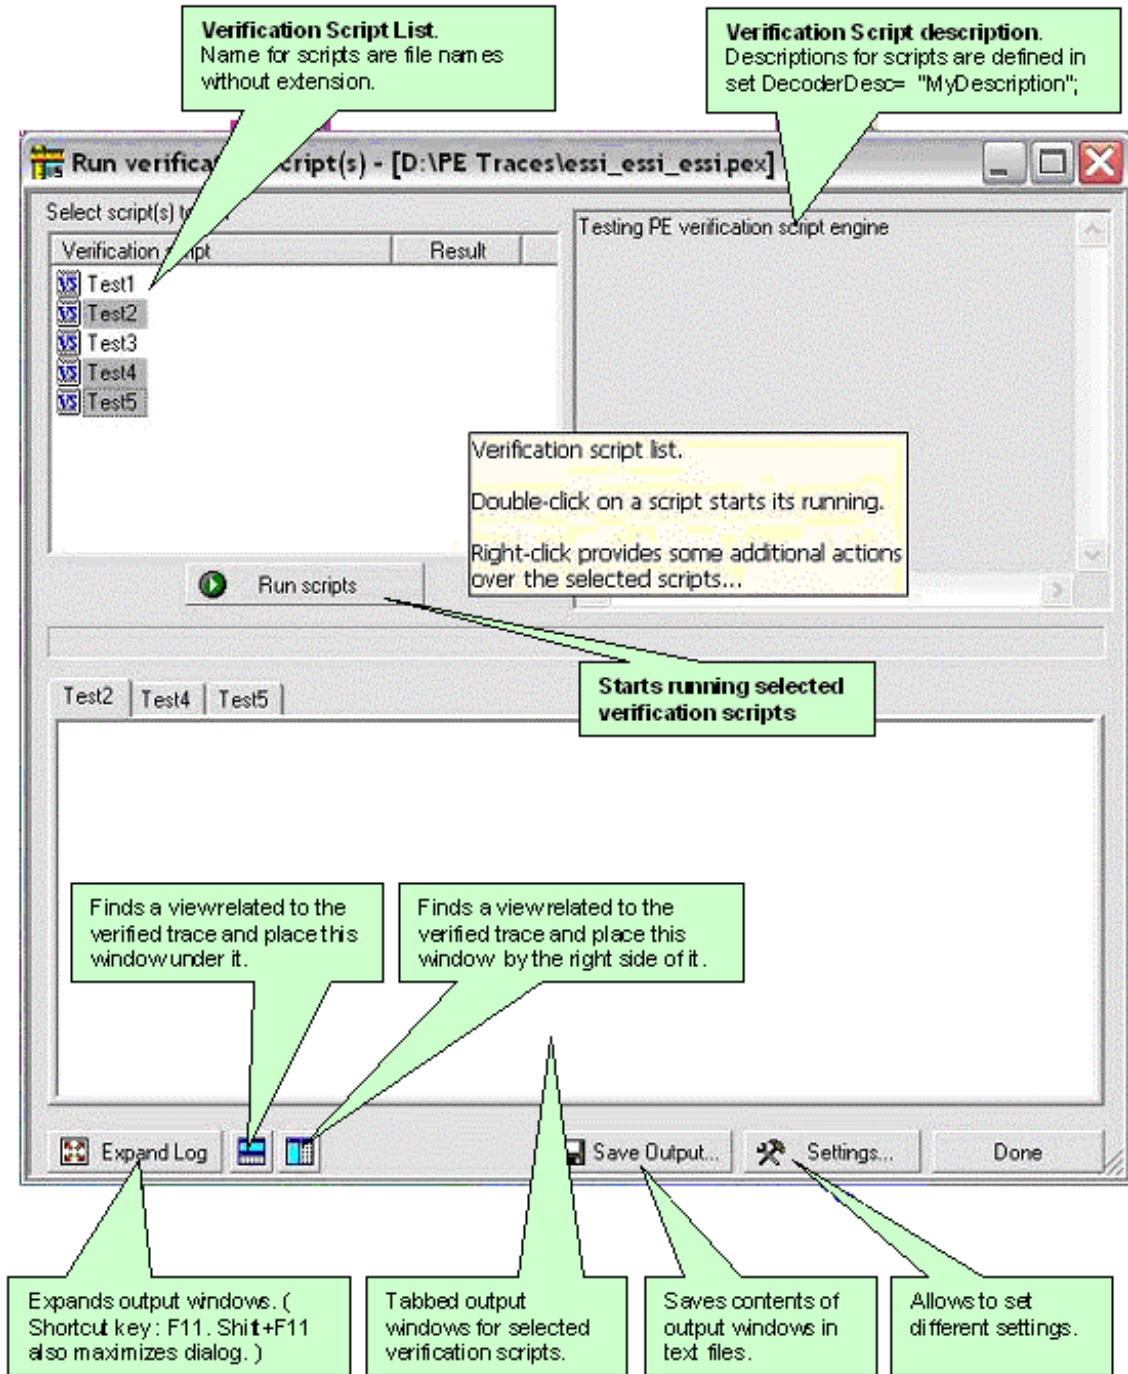 Verification Script List.
Name for scripts are file names
without extension.
Verification Script description.
Descriptions for scripts are defined in
set DecoderDesc= "MyDescription";
Run verifica cript(s) - [D:\PE Traces\essi_essi_essi.pex]
Select script(s) t
Testing PE verification script engine
Verification script
Result
Test1
Test2
Test3
Test4
Test5
Verification script list.
Double-click on a script starts its running.
Right-click provides some additional actions
over the selected scripts...
Run scripts
Starts running selected
verification scripts
Test2
Test4
Test5
Finds a view related to the
verified trace and place this
window under it.
Finds a view related to the
verified trace and place this
window by the right side of it.
Expand Log
Save Output...
Settings...
Done
Expands output windows. (
Shortcut key: F11. Shift+F11
also maximizes dialog. )
Tabbed output
windows for selected
verification scripts.
Saves contents of
output windows in
text files.
Allows to set
different settings.